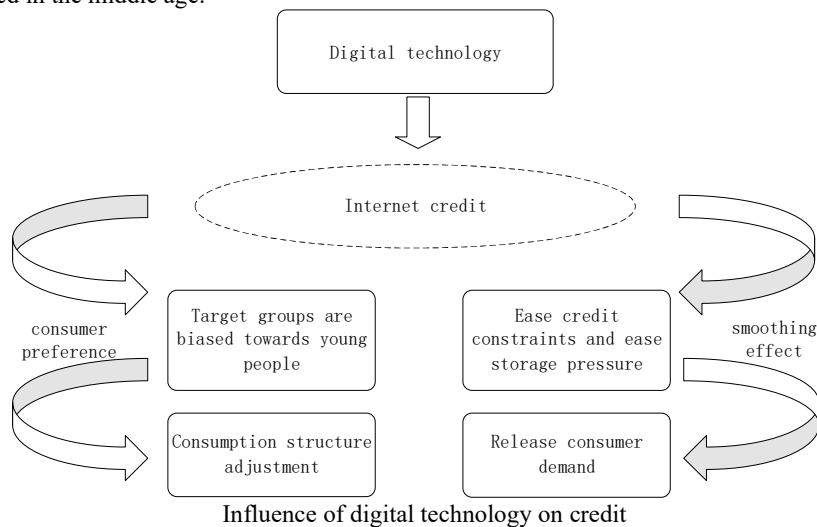 ed in the middle age.
Digital technology
Internet credit
Target groups are
biased towards young
people
Ease credit
constraints and ease
storage pressure
consumer
preference
smoothing
effect
Consumption structure
adjustment
Release consumer
demand
Influence of digital technology on credit